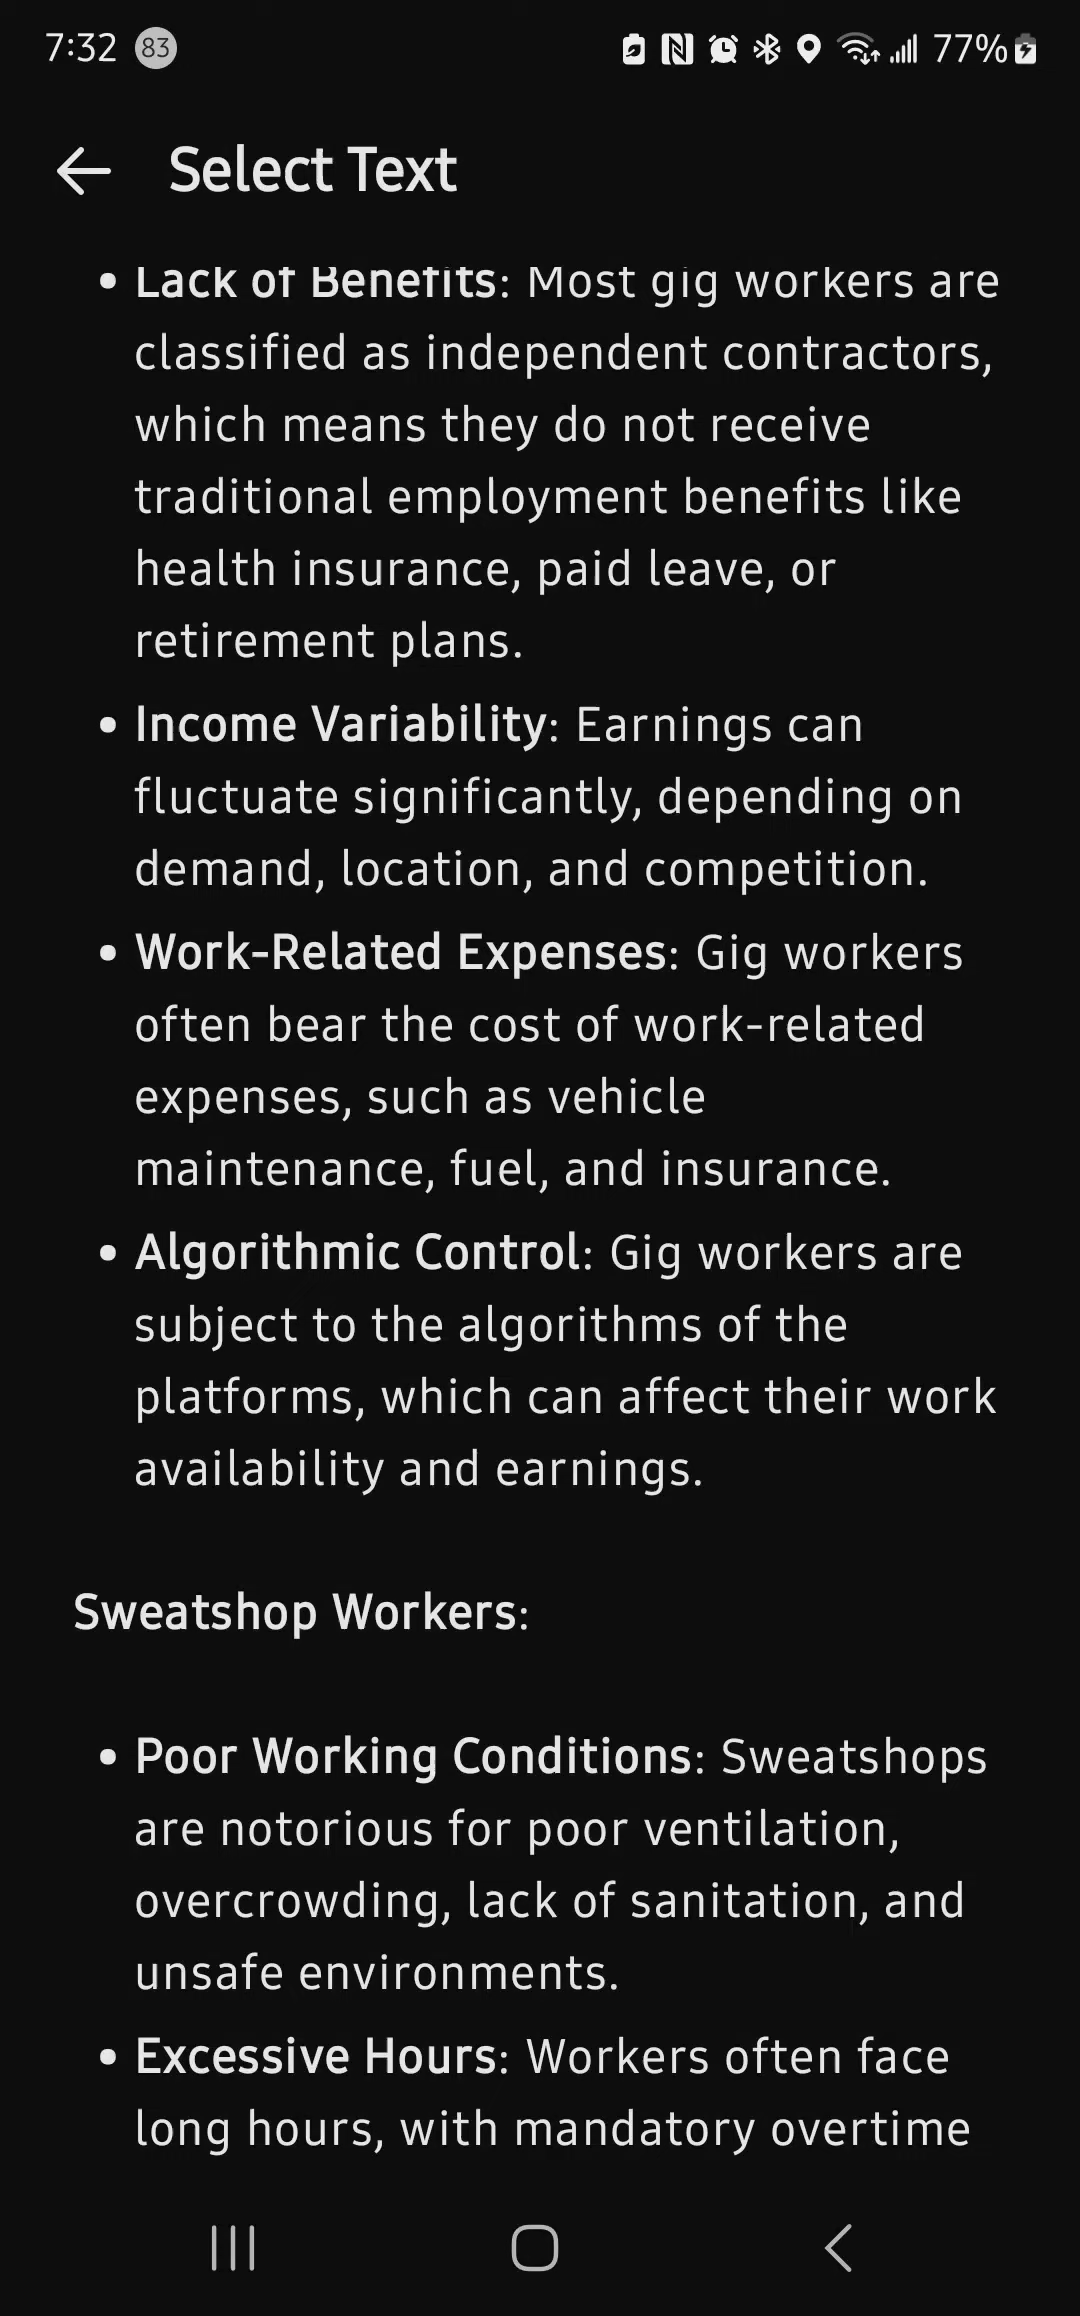 7:32 83 77%
Select Text
• Lack of Benefits: Most gig workers are
classified as independent contractors,
which means they do not receive
traditional employment benefits like
health insurance, paid leave, or
retirement plans.
• Income Variability: Earnings can
fluctuate significantly, depending on
demand, location, and competition.
• Work-Related Expenses: Gig workers
often bear the cost of work-related
expenses, such as vehicle
maintenance, fuel, and insurance.
• Algorithmic Control: Gig workers are
subject to the algorithms of the
platforms, which can affect their work
availability and earnings.
Sweatshop Workers:
• Poor Working Conditions: Sweatshops
are notorious for poor ventilation,
overcrowding, lack of sanitation, and
unsafe environments.
• Excessive Hours: Workers often face
long hours, with mandatory overtime